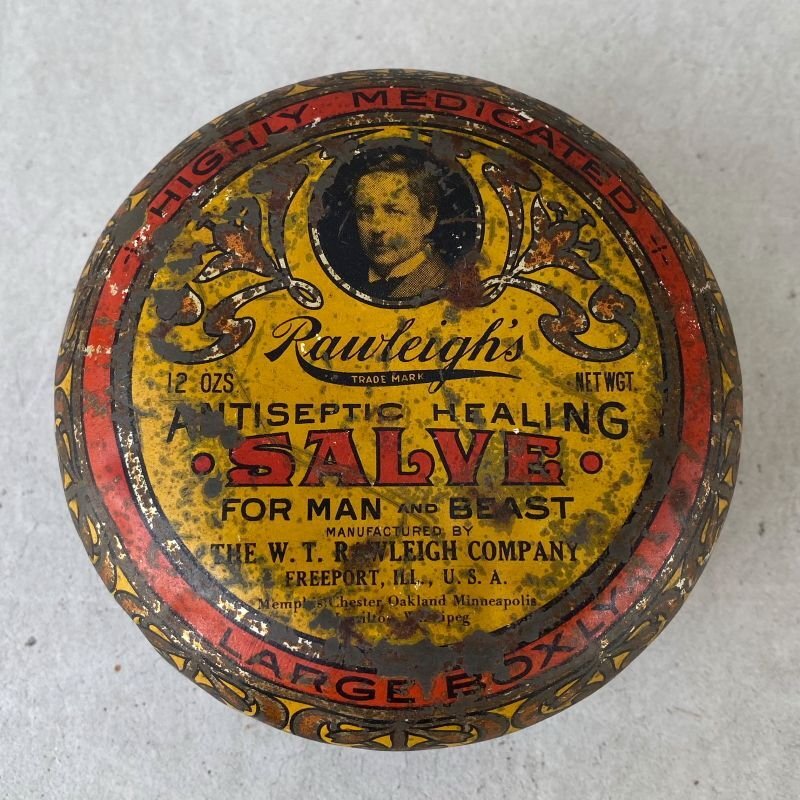 HIGHLY MEDICATED
Rawleigh's
TRADE MARK
12 OZS. NET WGT.
ANTISEPTIC HEALING
SALVE
FOR MAN AND BEAST
MANUFACTURED BY
THE W. T. RAWLEIGH COMPANY
FREEPORT, ILL., U. S. A.
Memphis Chester Oakland Minneapolis
Winnipeg
LARGE